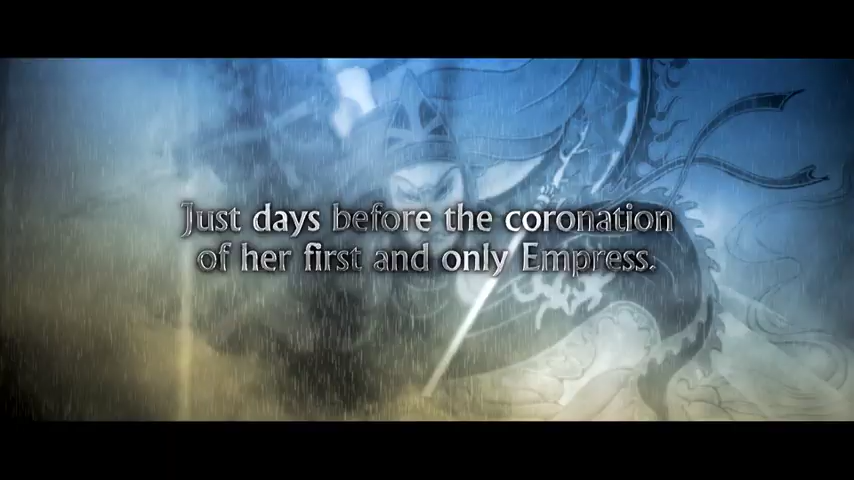 Just days before the coronation
of her first and only Empress.